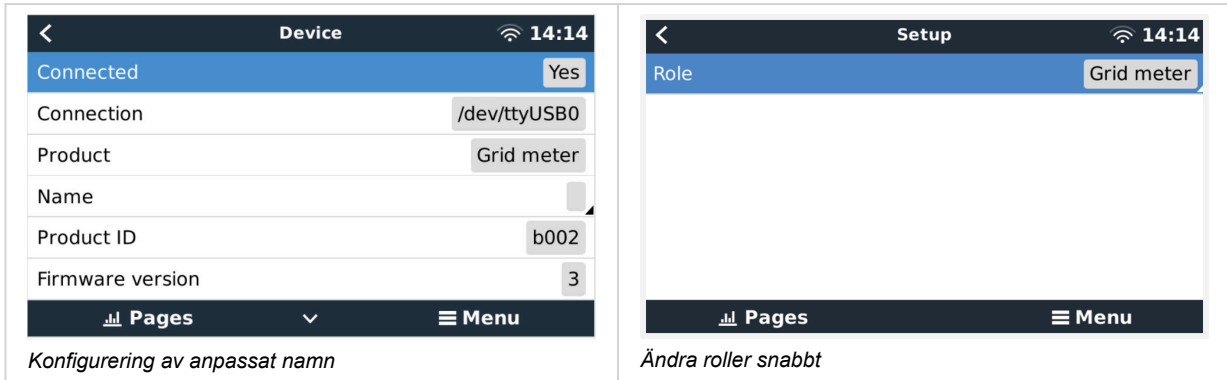 Device 14:14
Connected Yes
Connection /dev/ttyUSB0
Product Grid meter
Name
Product ID b002
Firmware version 3
Pages Menu
Konfigurering av anpassat namn
Setup 14:14
Role Grid meter
Pages Menu
Ändra roller snabbt